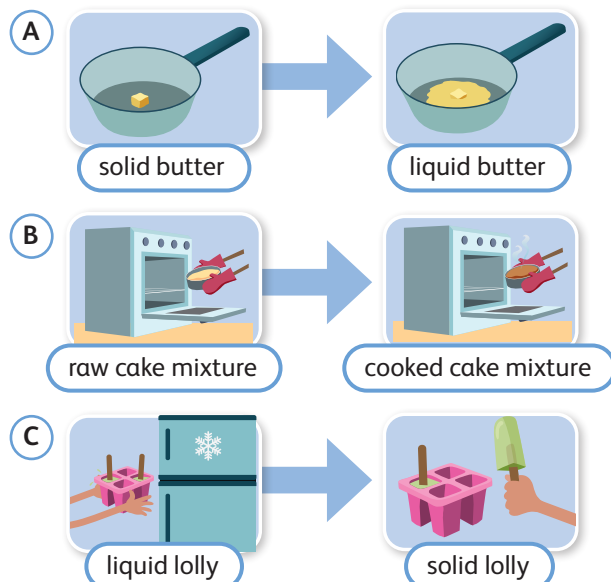 A
solid butter
liquid butter
B
raw cake mixture
cooked cake mixture
C
liquid lolly
solid lolly